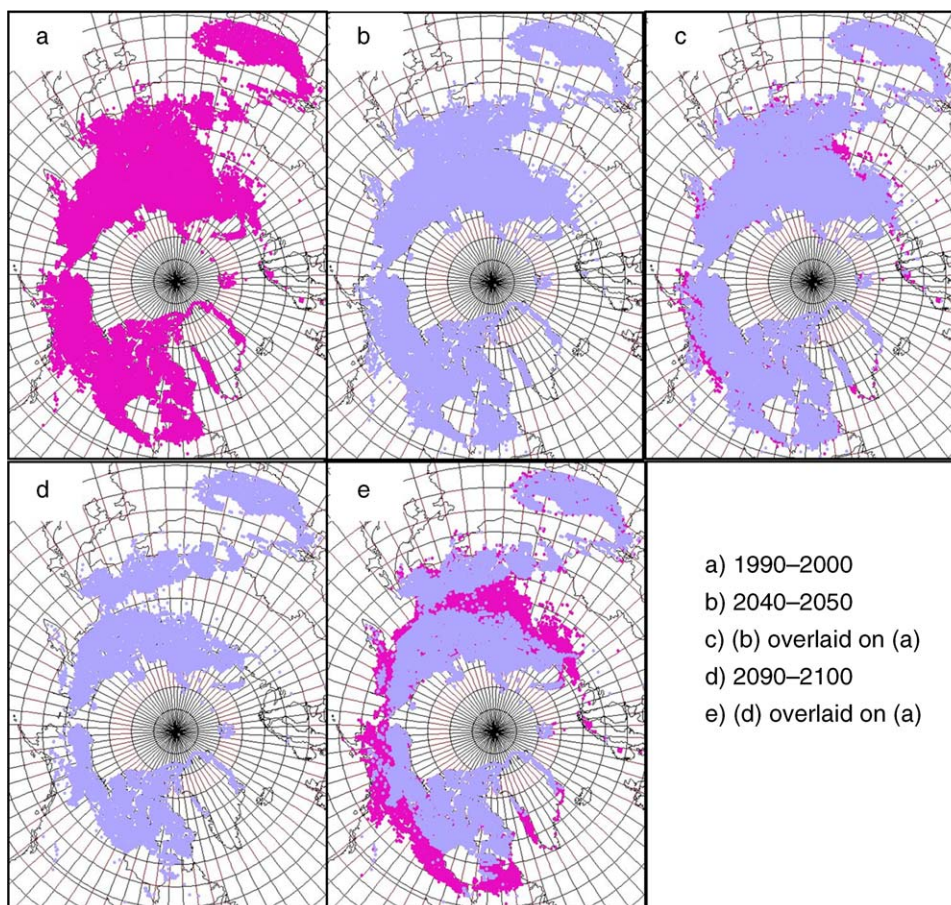 a
b
c
d
e
a) 1990–2000
b) 2040–2050
c) (b) overlaid on (a)
d) 2090–2100
e) (d) overlaid on (a)